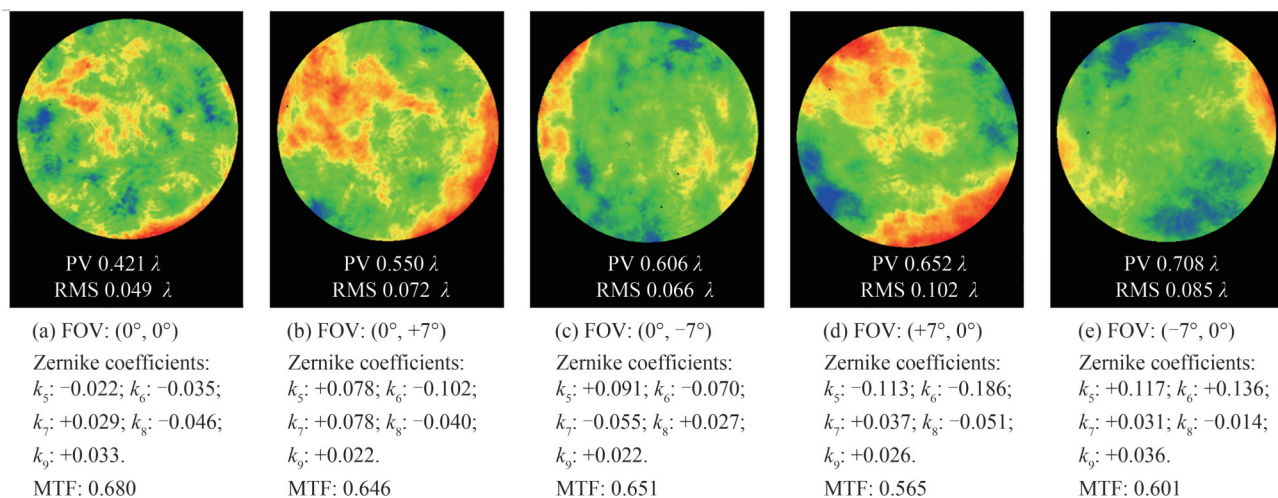 PV 0.421 λ
RMS 0.049 λ
(a) FOV: (0°, 0°)
Zernike coefficients:
k₅: −0.022; k₆: −0.035;
k₇: +0.029; k₈: −0.046;
k₉: +0.033.
MTF: 0.680
PV 0.550 λ
RMS 0.072 λ
(b) FOV: (0°, +7°)
Zernike coefficients:
k₅: +0.078; k₆: −0.102;
k₇: +0.078; k₈: −0.040;
k₉: +0.022.
MTF: 0.646
PV 0.606 λ
RMS 0.066 λ
(c) FOV: (0°, −7°)
Zernike coefficients:
k₅: +0.091; k₆: −0.070;
k₇: −0.055; k₈: +0.027;
k₉: +0.022.
MTF: 0.651
PV 0.652 λ
RMS 0.102 λ
(d) FOV: (+7°, 0°)
Zernike coefficients:
k₅: −0.113; k₆: −0.186;
k₇: +0.037; k₈: −0.051;
k₉: +0.026.
MTF: 0.565
PV 0.708 λ
RMS 0.085 λ
(e) FOV: (−7°, 0°)
Zernike coefficients:
k₅: +0.117; k₆: +0.136;
k₇: +0.031; k₈: −0.014;
k₉: +0.036.
MTF: 0.601